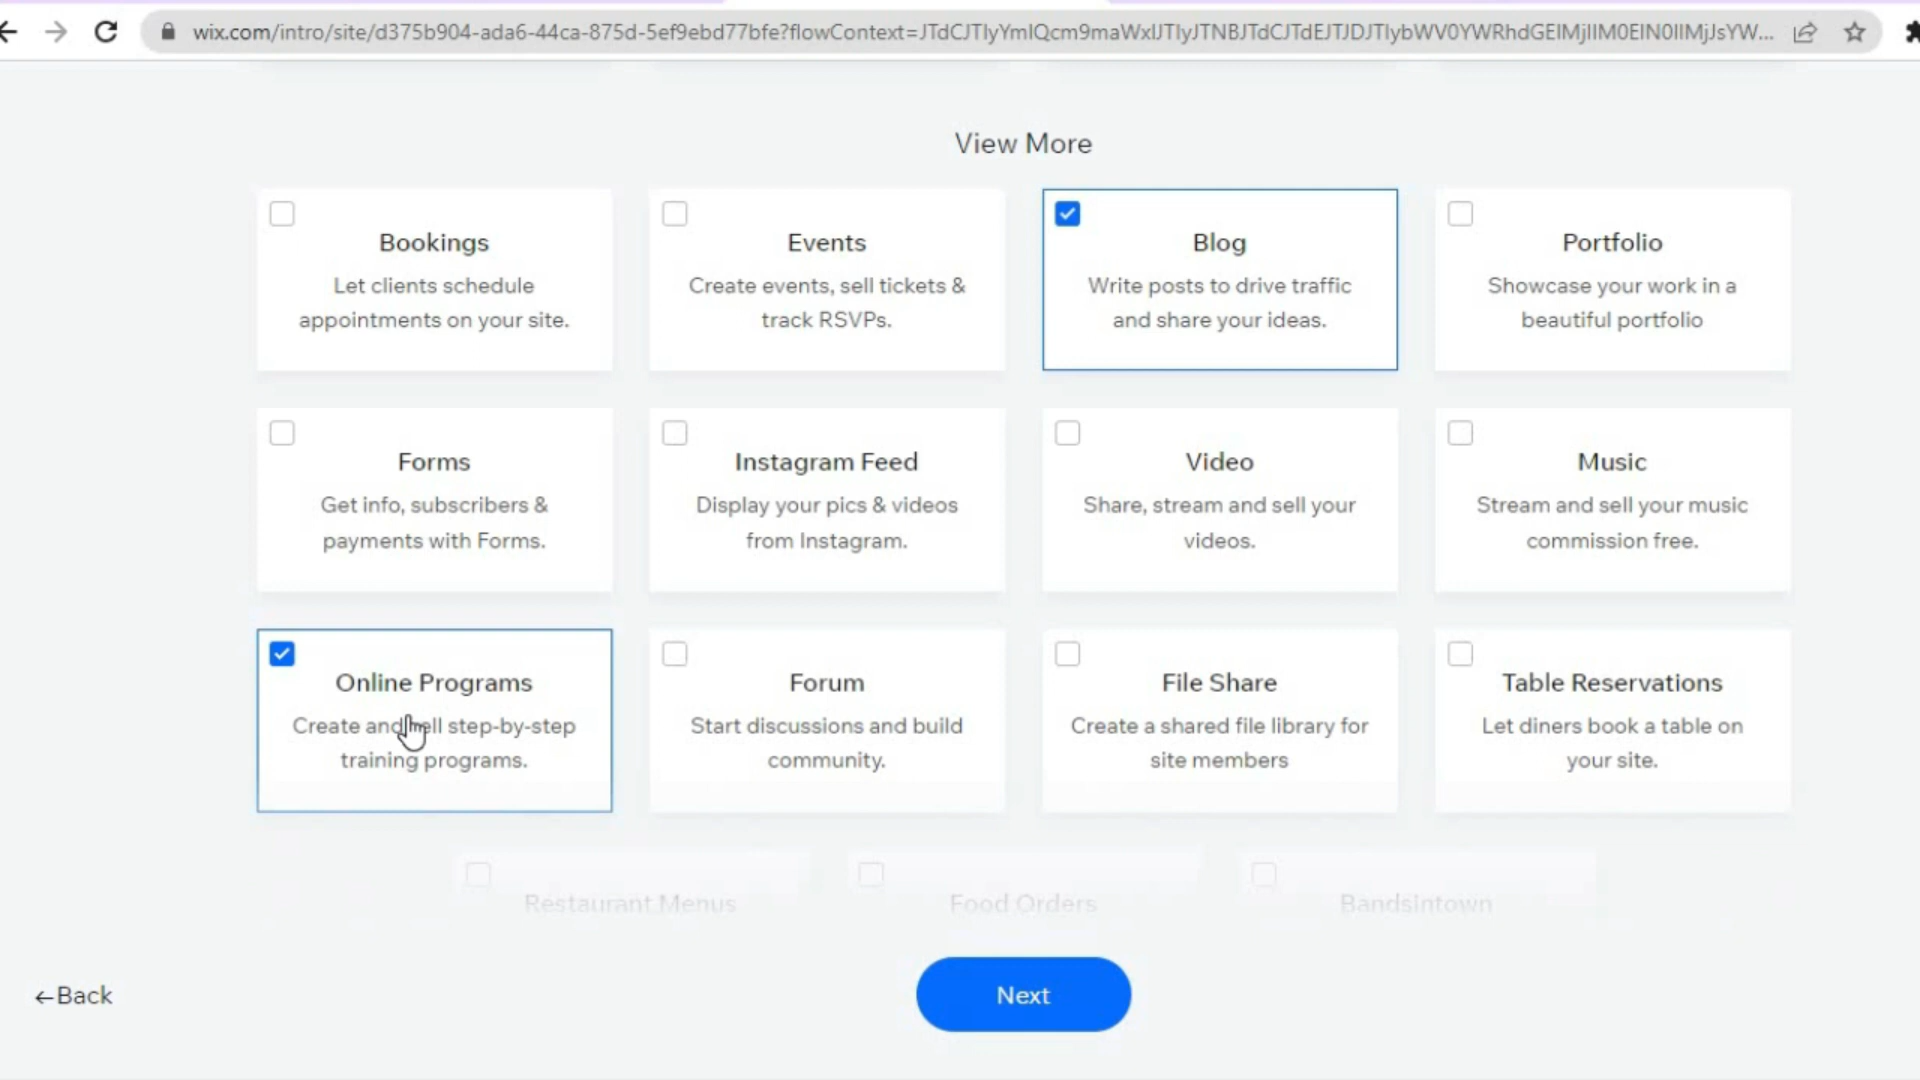 wix.com/intro/site/d375b904-ada6-44ca-875d-5ef9ebd77bfe?flowContext=JTdCJTIyYmlQcm9maWxlJTIyJTNBJTdCJTdEJTJDJTIybWV0YWRhdGElMjIlM0ElN0IlMjJsYW...
View More
Bookings
Let clients schedule
appointments on your site.
Events
Create events, sell tickets &
track RSVPs.
Blog
Write posts to drive traffic
and share your ideas.
Portfolio
Showcase your work in a
beautiful portfolio
Forms
Get info, subscribers &
payments with Forms.
Instagram Feed
Display your pics & videos
from Instagram.
Video
Share, stream and sell your
videos.
Music
Stream and sell your music
commission free.
Online Programs
Create and sell step-by-step
training programs.
Forum
Start discussions and build
community.
File Share
Create a shared file library for
site members
Table Reservations
Let diners book a table on
your site.
Restaurant Menus
Food Orders
Bandsintown
←Back
Next